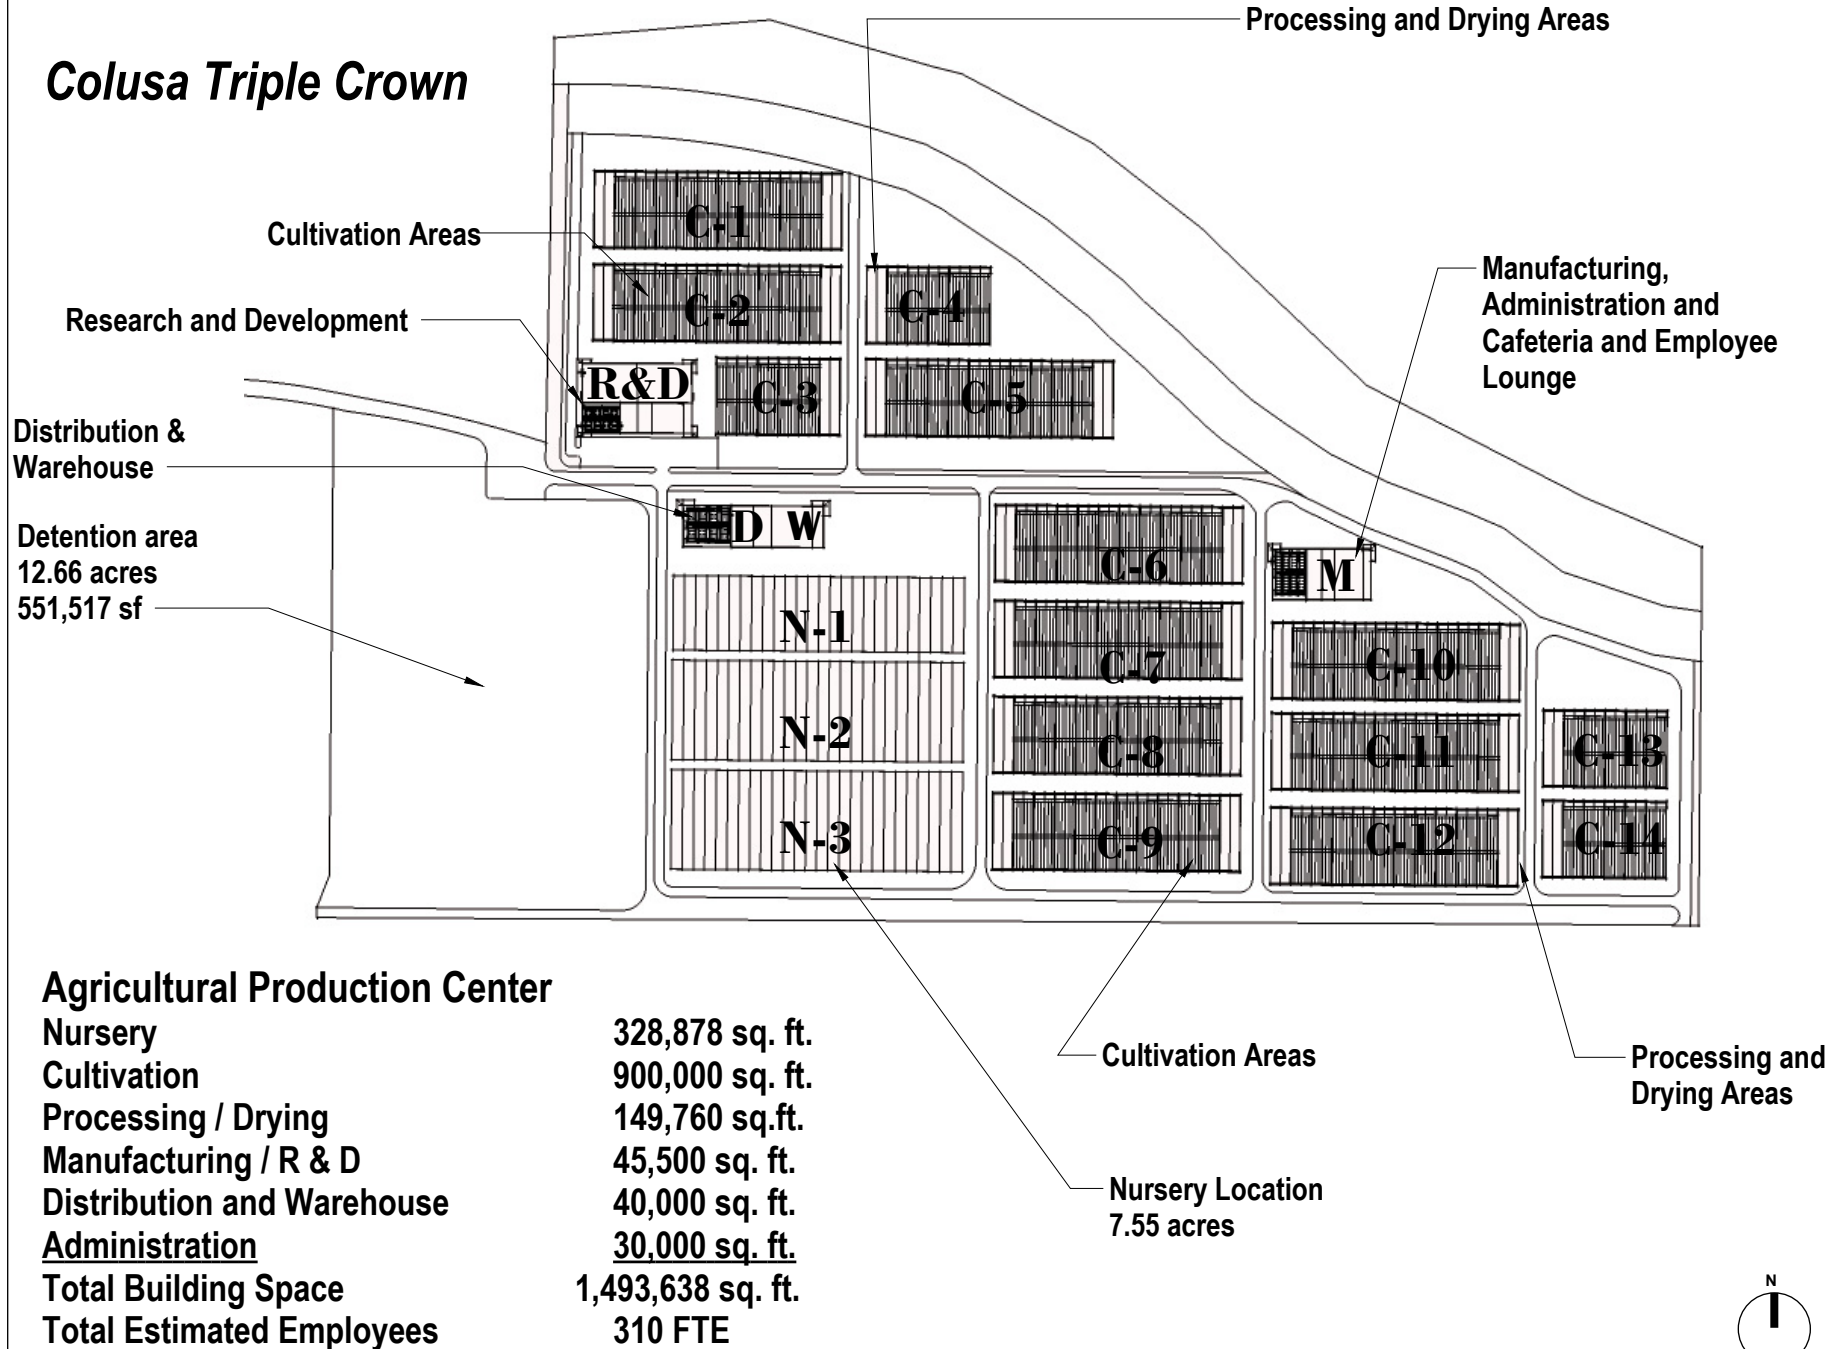 Processing and Drying Areas
Colusa Triple Crown
C-1
Cultivation Areas
Manufacturing,
Administration and
Cafeteria and Employee
Lounge
C-2
C-4
Research and Development
R&D
C-3
C-5
Distribution &
Warehouse
D W
Detention area
12.66 acres
551,517 sf
C-6
M
N-1
C-7
C-10
N-2
C-8
C-11
C-13
N-3
C-9
C-12
C-14
Agricultural Production Center
Nursery 328,878 sq. ft.
Cultivation 900,000 sq. ft.
Processing / Drying 149,760 sq.ft.
Manufacturing / R & D 45,500 sq. ft.
Distribution and Warehouse 40,000 sq. ft.
Administration 30,000 sq. ft.
Total Building Space 1,493,638 sq. ft.
Total Estimated Employees 310 FTE
Cultivation Areas
Processing and
Drying Areas
Nursery Location
7.55 acres
N